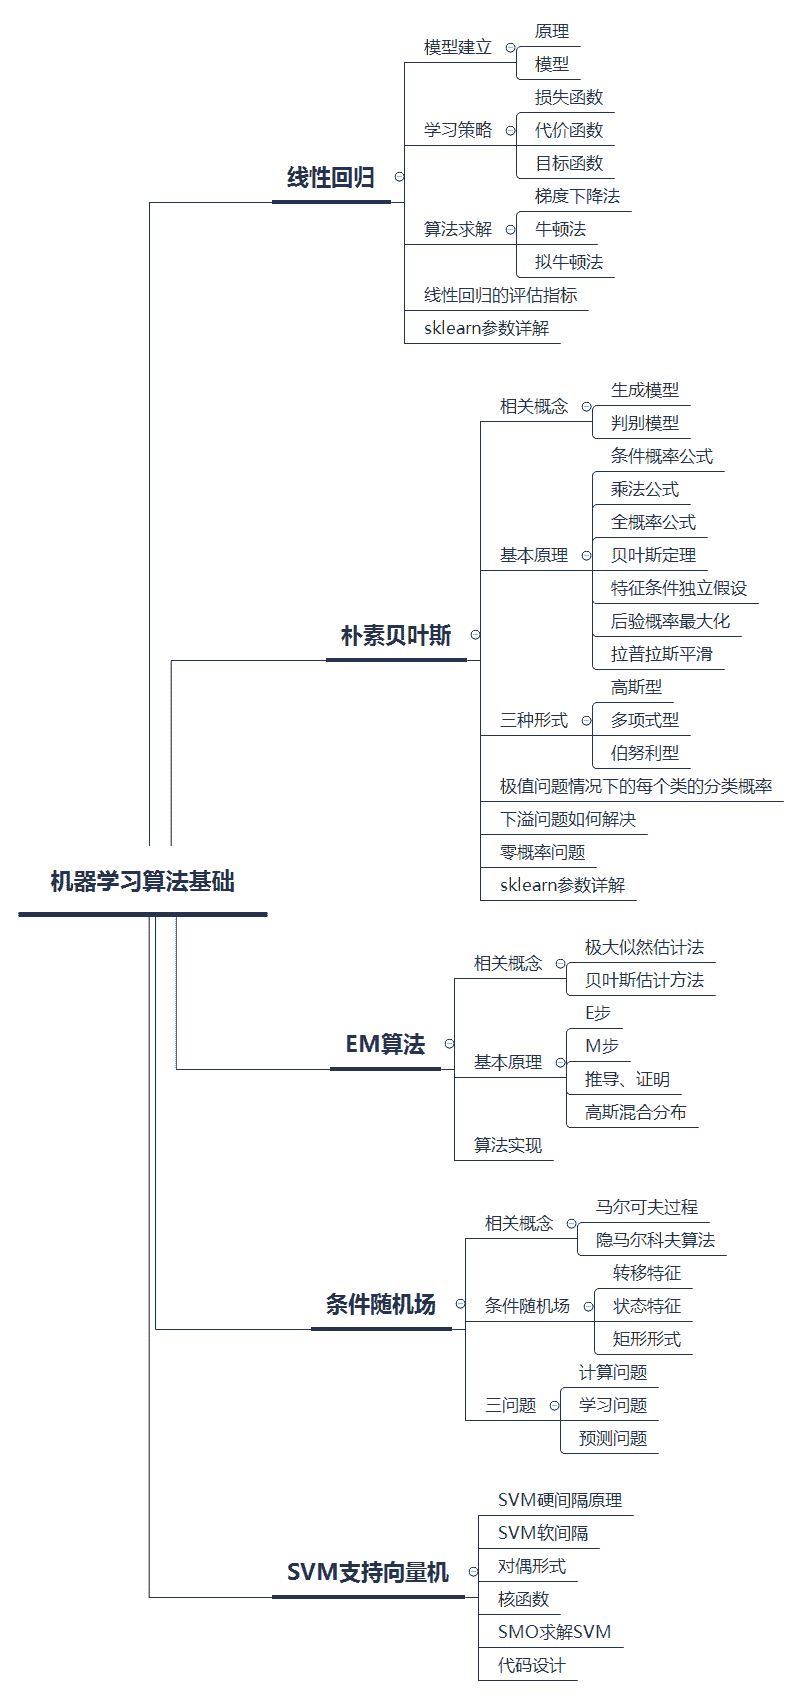 机器学习算法基础
线性回归
模型建立
原理
模型
学习策略
损失函数
代价函数
目标函数
算法求解
梯度下降法
牛顿法
拟牛顿法
线性回归的评估指标
sklearn参数详解
朴素贝叶斯
相关概念
生成模型
判别模型
基本原理
条件概率公式
乘法公式
全概率公式
贝叶斯定理
特征条件独立假设
后验概率最大化
拉普拉斯平滑
三种形式
高斯型
多项式型
伯努利型
极值问题情况下的每个类的分类概率
下溢问题如何解决
零概率问题
sklearn参数详解
EM算法
相关概念
极大似然估计法
贝叶斯估计方法
基本原理
E步
M步
推导、证明
高斯混合分布
算法实现
条件随机场
相关概念
马尔可夫过程
隐马尔科夫算法
条件随机场
转移特征
状态特征
矩形形式
三问题
计算问题
学习问题
预测问题
SVM支持向量机
SVM硬间隔原理
SVM软间隔
对偶形式
核函数
SMO求解SVM
代码设计